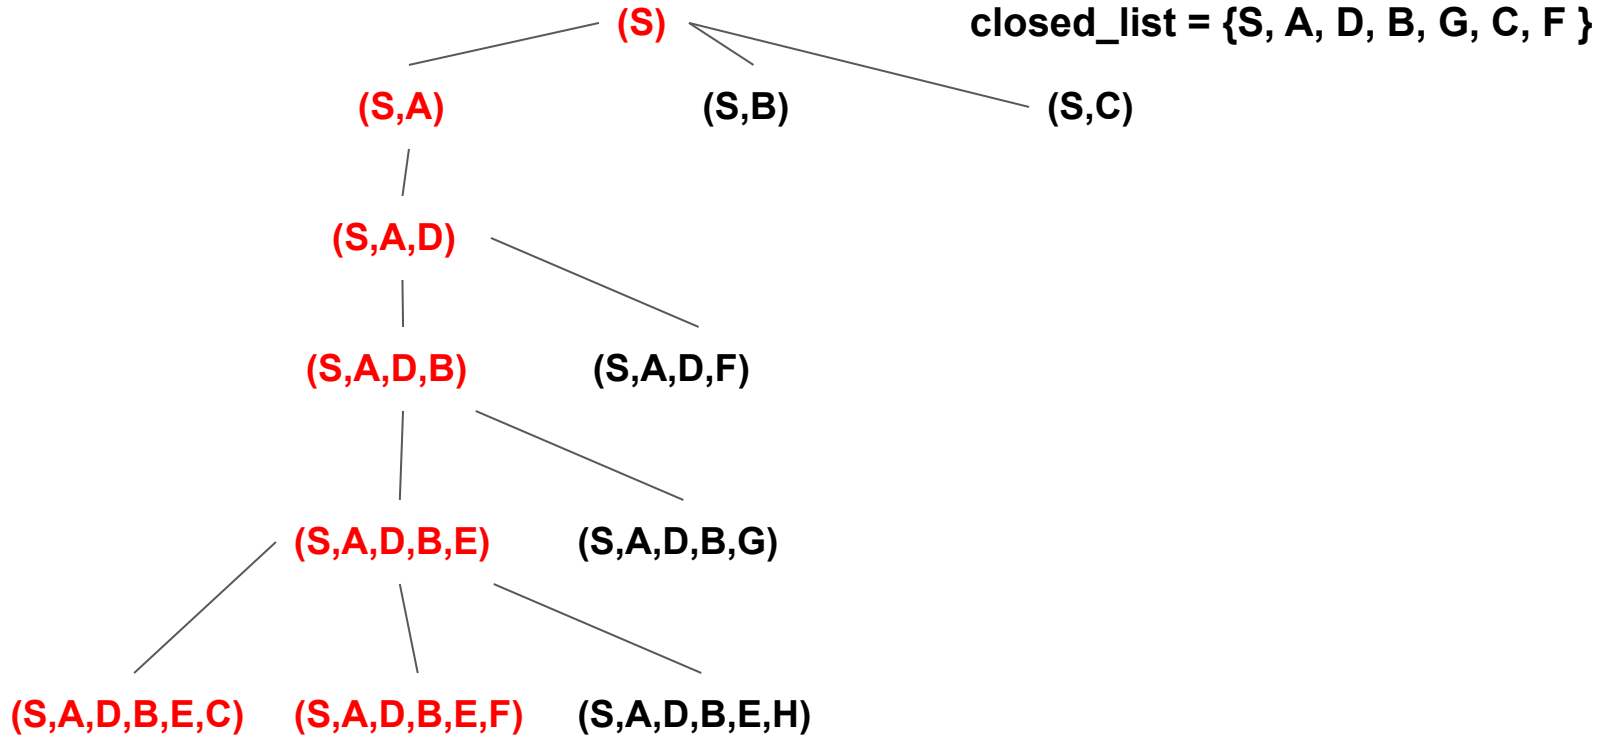 (S)
closed_list = {S, A, D, B, G, C, F }
(S,A)
(S,B)
(S,C)
(S,A,D)
(S,A,D,B)
(S,A,D,F)
(S,A,D,B,E)
(S,A,D,B,G)
(S,A,D,B,E,C)
(S,A,D,B,E,F)
(S,A,D,B,E,H)